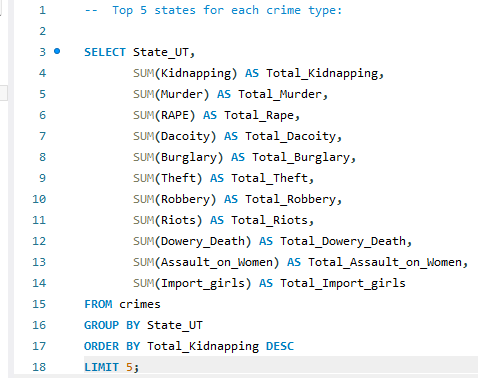 1 -- Top 5 states for each crime type:
2
3 SELECT State_UT,
4 SUM(Kidnapping) AS Total_Kidnapping,
5 SUM(Murder) AS Total_Murder,
6 SUM(RAPE) AS Total_Rape,
7 SUM(Dacoity) AS Total_Dacoity,
8 SUM(Burglary) AS Total_Burglary,
9 SUM(Theft) AS Total_Theft,
10 SUM(Robbery) AS Total_Robbery,
11 SUM(Riots) AS Total_Riots,
12 SUM(Dowery_Death) AS Total_Dowery_Death,
13 SUM(Assault_on_Women) AS Total_Assault_on_Women,
14 SUM(Import_girls) AS Total_Import_girls
15 FROM crimes
16 GROUP BY State_UT
17 ORDER BY Total_Kidnapping DESC
18 LIMIT 5;